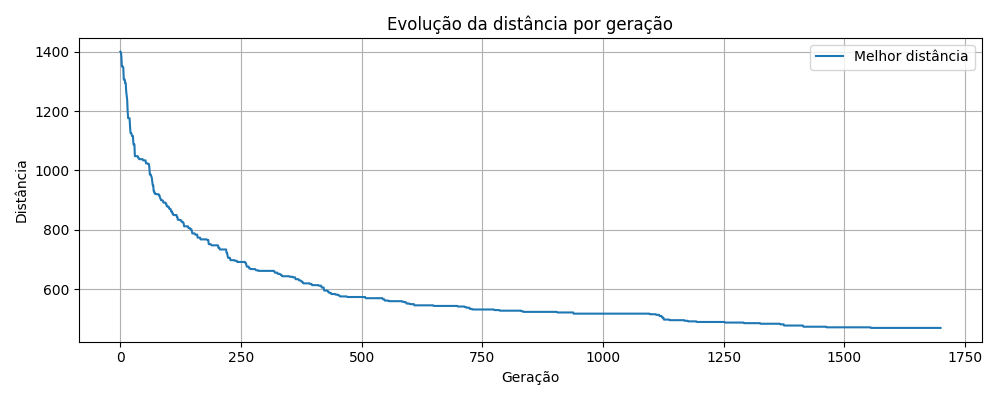 Evolução da distância por geração
Melhor distância
Distância
1400
1200
1000
800
600
0 250 500 750 1000 1250 1500 1750
Geração